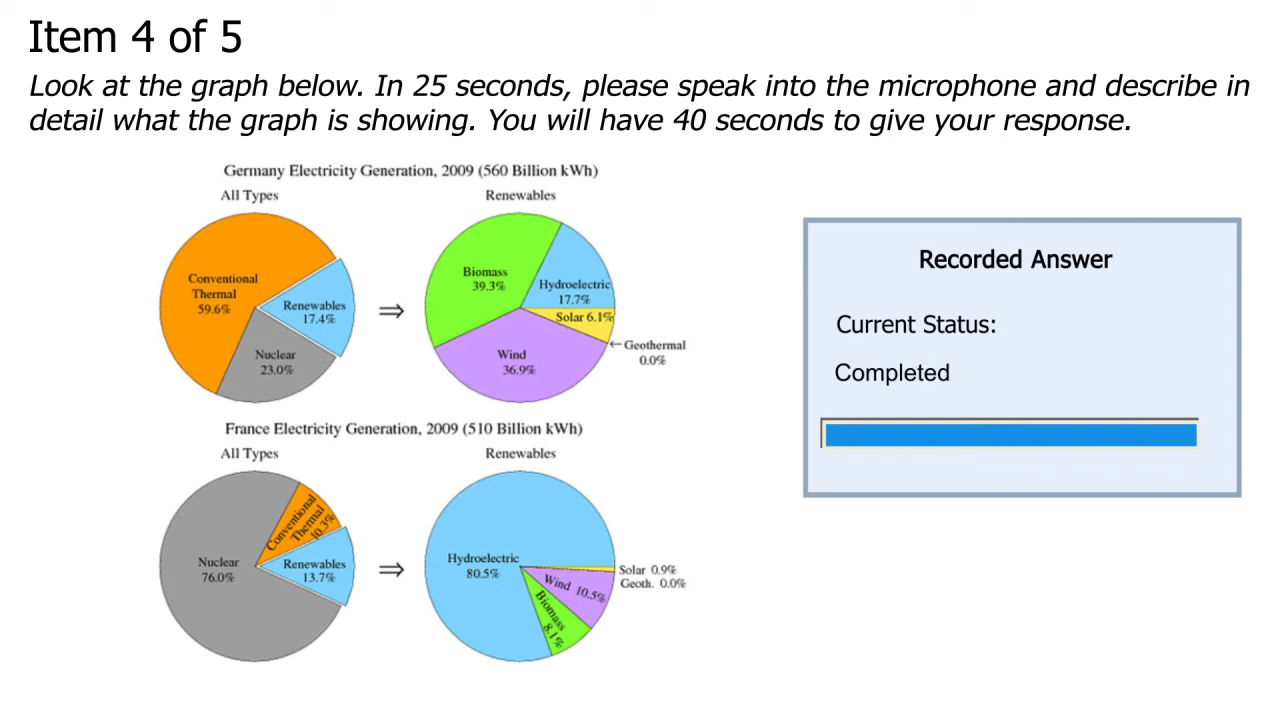 Item 4 of 5
Look at the graph below. In 25 seconds, please speak into the microphone and describe in
detail what the graph is showing. You will have 40 seconds to give your response.
Germany Electricity Generation, 2009 (560 Billion kWh)
All Types
Renewables
Conventional
Thermal
59.6%
Renewables
17.4%
Nuclear
23.0%
⇒
Biomass
39.3%
Hydroelectric
17.7%
Solar 6.1%
←Geothermal
0.0%
Wind
36.9%
France Electricity Generation, 2009 (510 Billion kWh)
All Types
Renewables
Conventional
Thermal
10.3%
Nuclear
76.0%
Renewables
13.7%
⇒
Hydroelectric
80.5%
Solar 0.9%
Geoth. 0.0%
Wind 10.5%
Biomass
8.1%
Recorded Answer
Current Status:
Completed